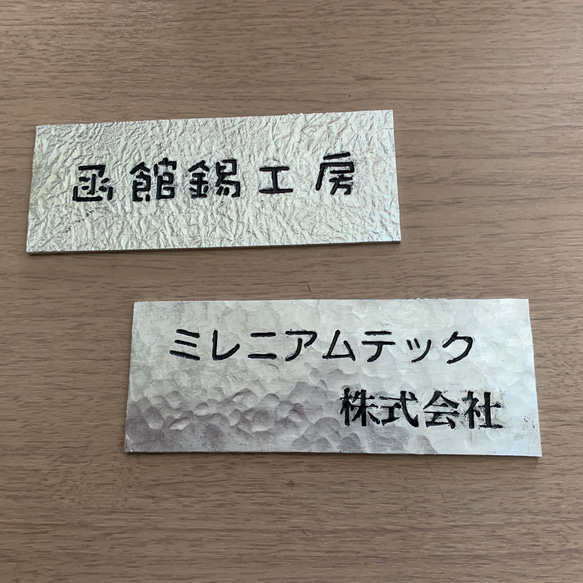 函館錫工房
ミレニアムテック
株式会社